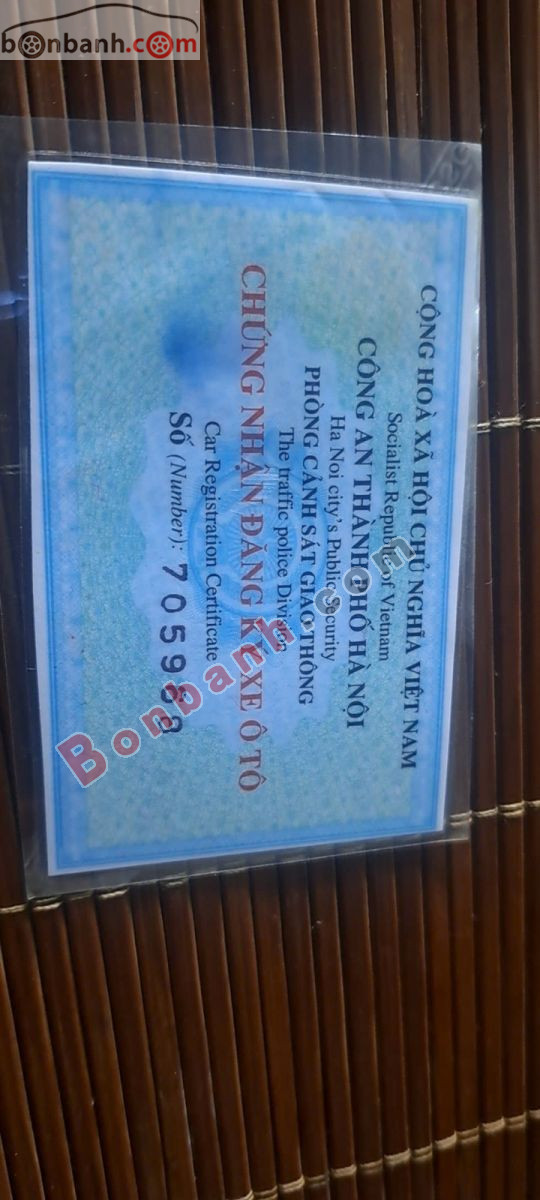 bonbanh.com
CỘNG HOÀ XÃ HỘI CHỦ NGHĨA VIỆT NAM
Socialist Republic of Vietnam
CÔNG AN THÀNH PHỐ HÀ NỘI
Ha Noi city's Public Security
PHÒNG CẢNH SÁT GIAO THÔNG
The traffic police Division
CHỨNG NHẬN ĐĂNG KÝ XE Ô TÔ
Car Registration Certificate
Số (Number):
Bonbanh.com